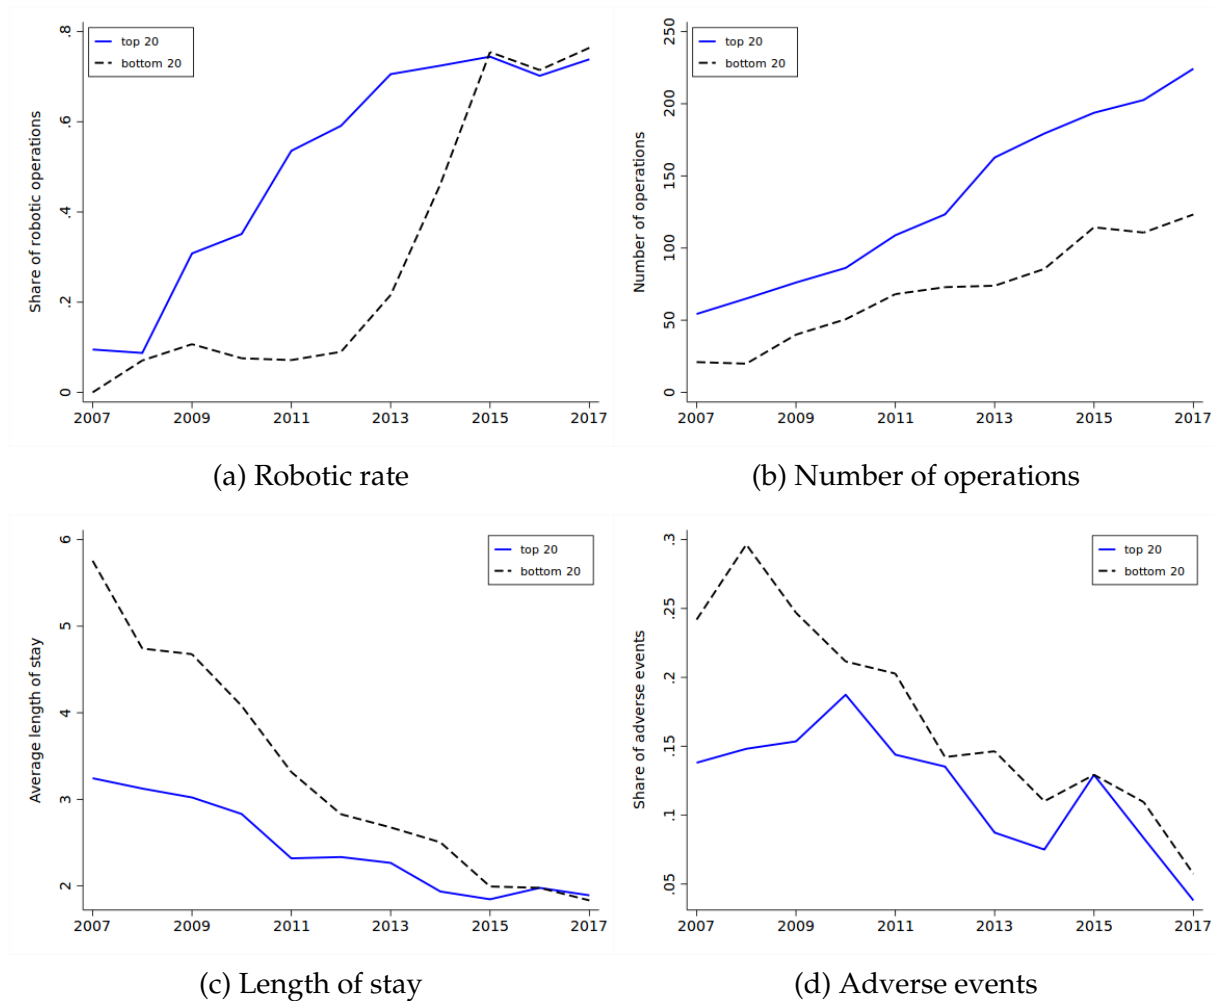 top 20
bottom 20
Share of robotic operations
0 .2 .4 .6 .8
2007 2009 2011 2013 2015 2017
(a) Robotic rate
top 20
bottom 20
Number of operations
0 50 100 150 200 250
2007 2009 2011 2013 2015 2017
(b) Number of operations
top 20
bottom 20
Average length of stay
2 3 4 5 6
2007 2009 2011 2013 2015 2017
(c) Length of stay
top 20
bottom 20
Share of adverse events
.05 .1 .15 .2 .25 .3
2007 2009 2011 2013 2015 2017
(d) Adverse events